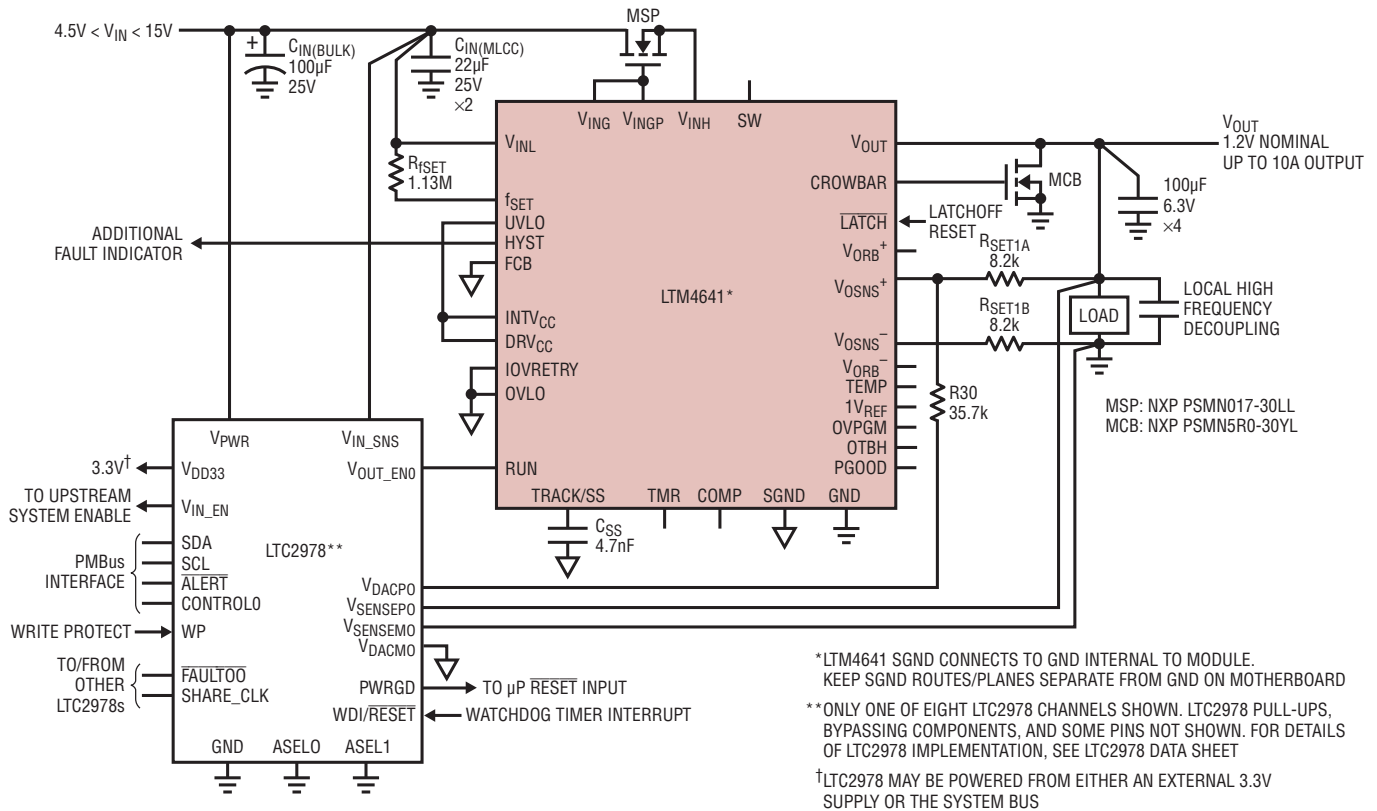 MSP
4.5V < VIN < 15V
+
CIN(BULK)
100µF
25V
CIN(MLCC)
22µF
25V
×2
VING
VINGP
VINH
SW
VINL
RfSET
1.13M
fSET
UVLO
HYST
FCB
INTVCC
DRVCC
IOVRETRY
OVLO
RUN
ADDITIONAL
FAULT INDICATOR
LTM4641*
VOUT
CROWBAR
LATCH
VORB+
VOSNS+
VOSNS−
VORB−
TEMP
1VREF
OVPGM
OTBH
PGOOD
TRACK/SS
TMR
COMP
SGND
GND
CSS
4.7nF
MCB
LATCHOFF
RESET
VOUT
1.2V NOMINAL
UP TO 10A OUTPUT
100µF
6.3V
×4
RSET1A
8.2k
RSET1B
8.2k
LOAD
LOCAL HIGH
FREQUENCY
DECOUPLING
R30
35.7k
MSP: NXP PSMN017-30LL
MCB: NXP PSMN5R0-30YL
VPWR
VIN_SNS
3.3V†
VDD33
VOUT_EN0
TO UPSTREAM
SYSTEM ENABLE
VIN_EN
PMBus
INTERFACE
SDA
SCL
ALERT
CONTROL0
LTC2978**
WRITE PROTECT
WP
TO/FROM
OTHER
LTC2978s
FAULTO0
SHARE_CLK
VDACPO
VSENSEPO
VSENSEMO
VDACMO
PWRGD
TO µP RESET INPUT
WDI/RESET
WATCHDOG TIMER INTERRUPT
GND
ASEL0
ASEL1
*LTM4641 SGND CONNECTS TO GND INTERNAL TO MODULE.
KEEP SGND ROUTES/PLANES SEPARATE FROM GND ON MOTHERBOARD
**ONLY ONE OF EIGHT LTC2978 CHANNELS SHOWN. LTC2978 PULL-UPS,
BYPASSING COMPONENTS, AND SOME PINS NOT SHOWN. FOR DETAILS
OF LTC2978 IMPLEMENTATION, SEE LTC2978 DATA SHEET
†LTC2978 MAY BE POWERED FROM EITHER AN EXTERNAL 3.3V
SUPPLY OR THE SYSTEM BUS